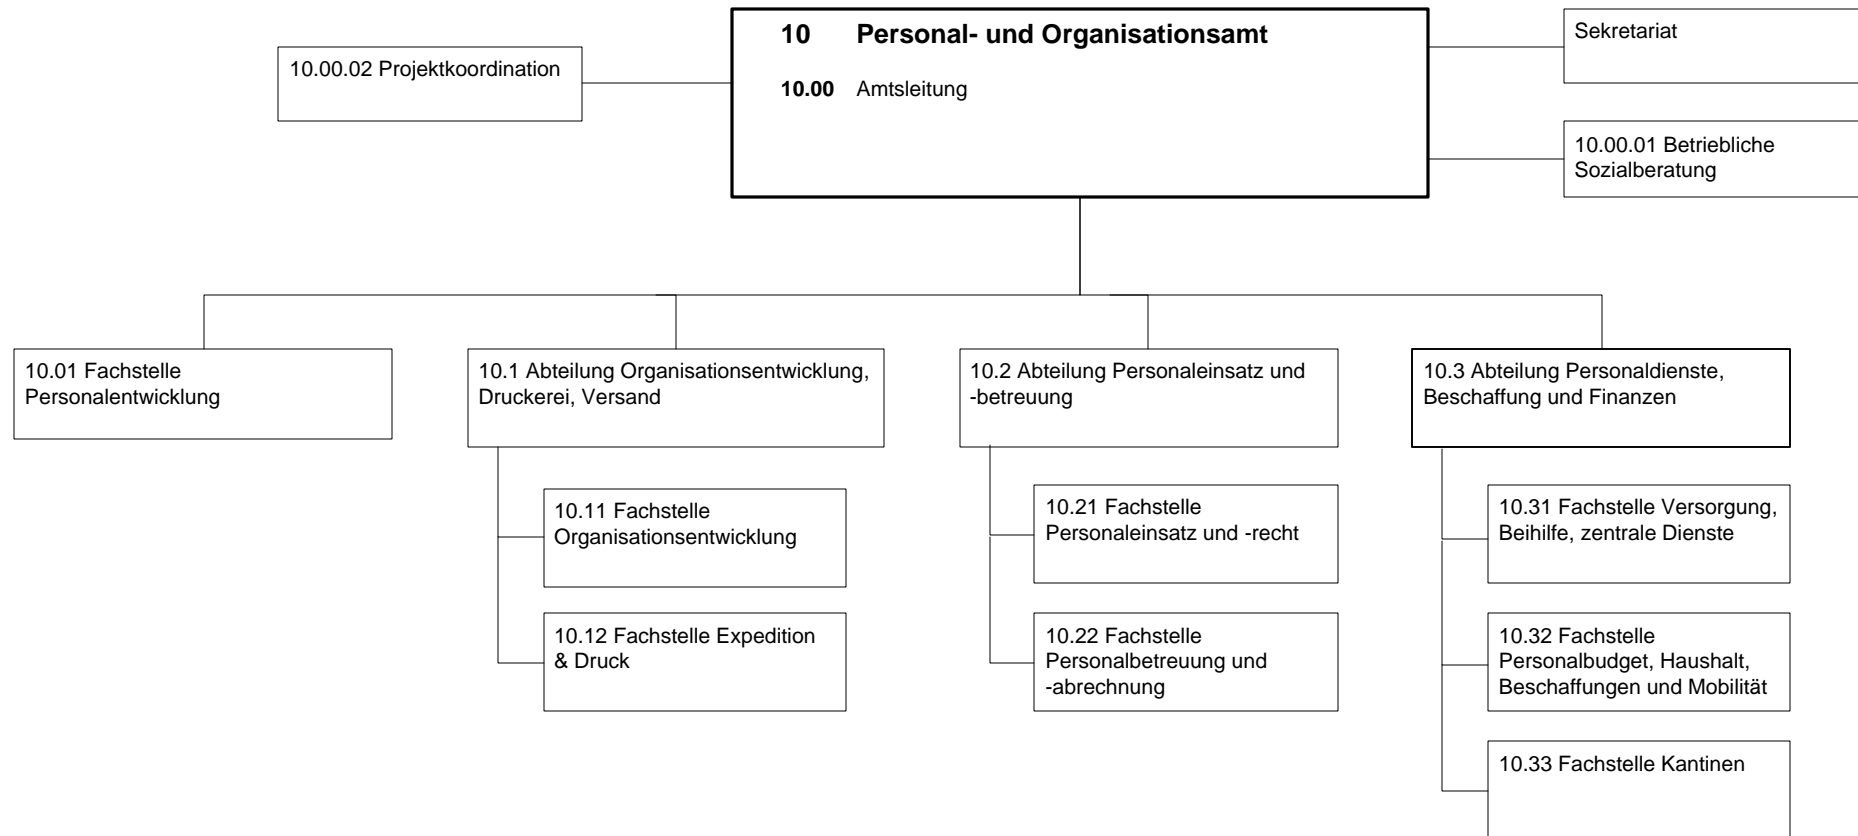 10 Personal- und Organisationsamt
10.00 Amtsleitung
10.00.02 Projektkoordination
Sekretariat
10.00.01 Betriebliche
Sozialberatung
10.01 Fachstelle
Personalentwicklung
10.1 Abteilung Organisationsentwicklung,
Druckerei, Versand
10.11 Fachstelle
Organisationsentwicklung
10.12 Fachstelle Expedition
& Druck
10.2 Abteilung Personaleinsatz und
-betreuung
10.21 Fachstelle
Personaleinsatz und -recht
10.22 Fachstelle
Personalbetreuung und
-abrechnung
10.3 Abteilung Personaldienste,
Beschaffung und Finanzen
10.31 Fachstelle Versorgung,
Beihilfe, zentrale Dienste
10.32 Fachstelle
Personalbudget, Haushalt,
Beschaffungen und Mobilität
10.33 Fachstelle Kantinen